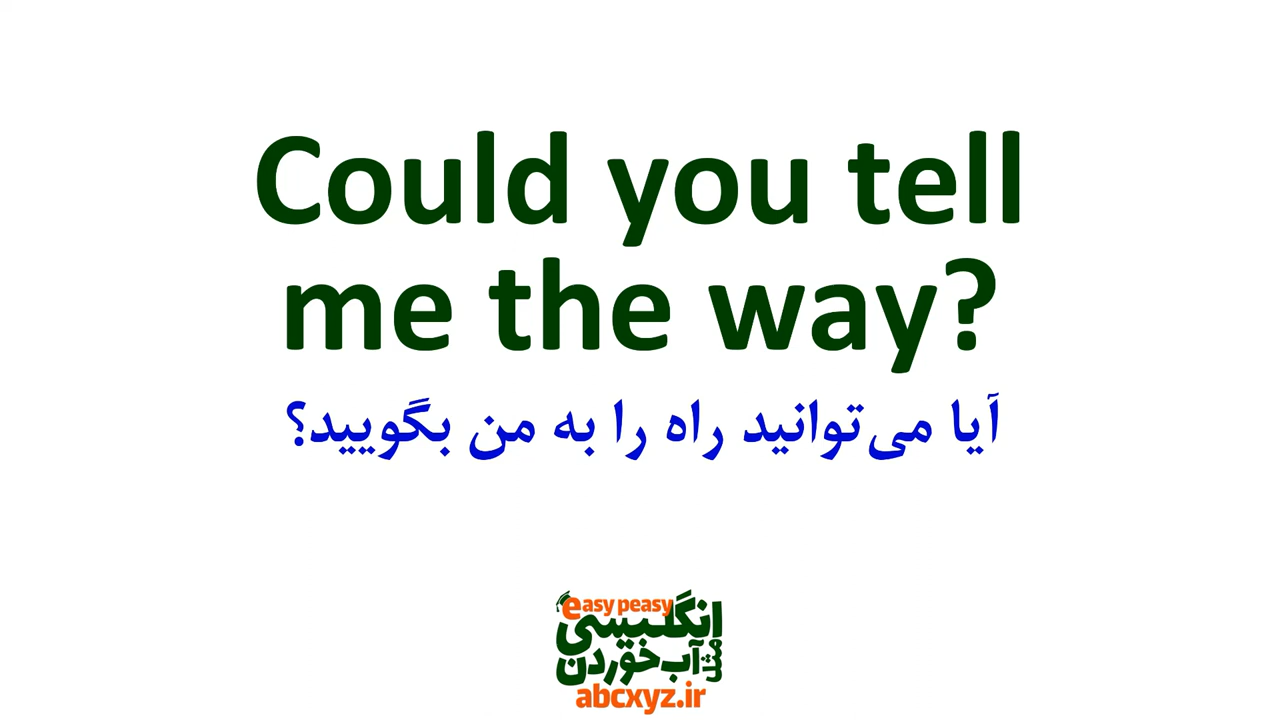 Could you tell
me the way?
آیا می‌توانید راه را به من بگویید؟
easy peasy
انگلیسی
مثل آب خوردن
abcxyz.ir